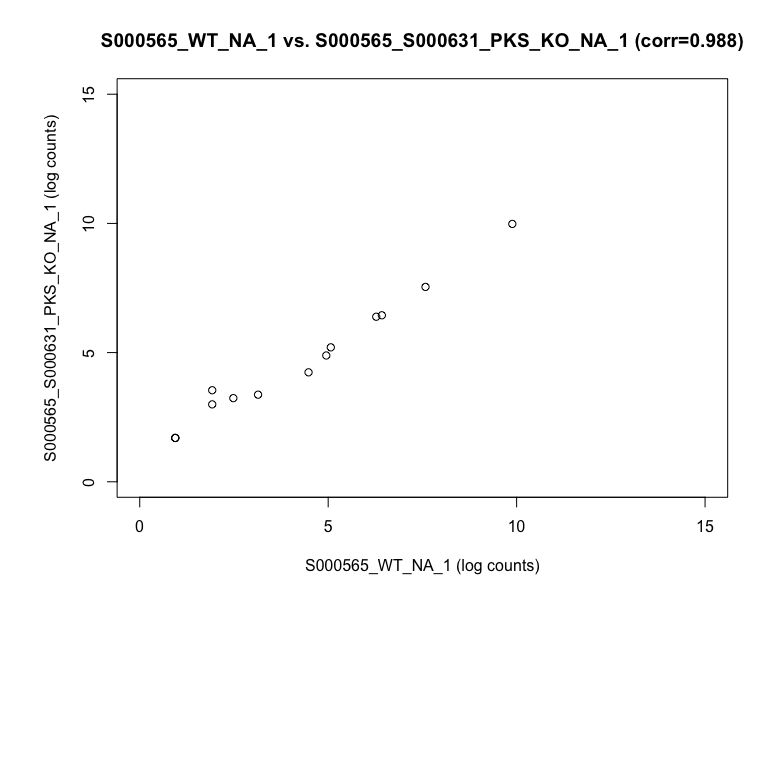 S000565_WT_NA_1 vs. S000565_S000631_PKS_KO_NA_1 (corr=0.988)
S000565_S000631_PKS_KO_NA_1 (log counts)
15
10
5
0
0 5 10 15
S000565_WT_NA_1 (log counts)